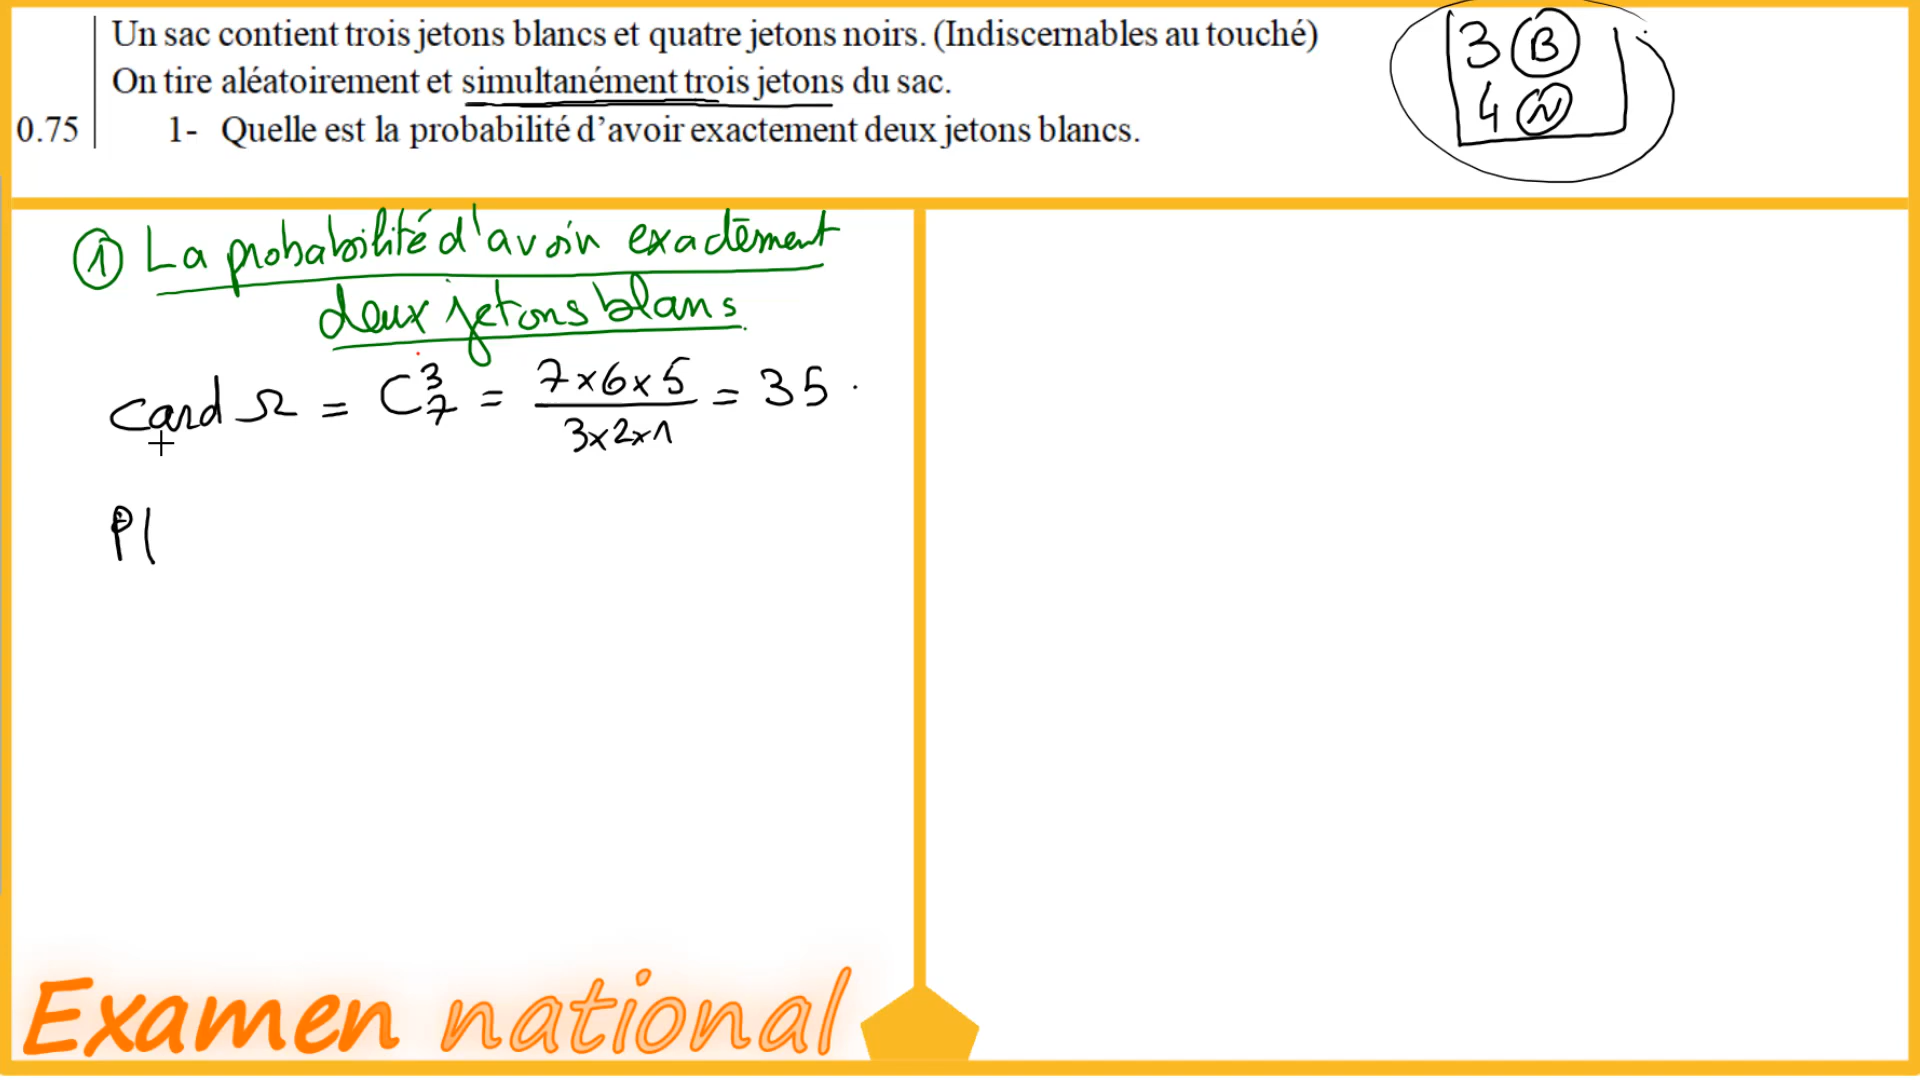 Un sac contient trois jetons blancs et quatre jetons noirs. (Indiscernables au touché)
On tire aléatoirement et simultanément trois jetons du sac.
0.75 1- Quelle est la probabilité d’avoir exactement deux jetons blancs.
3 B
4 N
① La probabilité d'avoir exactement
deux jetons blans.
card Ω = C³₇ = (7×6×5)/(3×2×1) = 35.
P(
Examen national